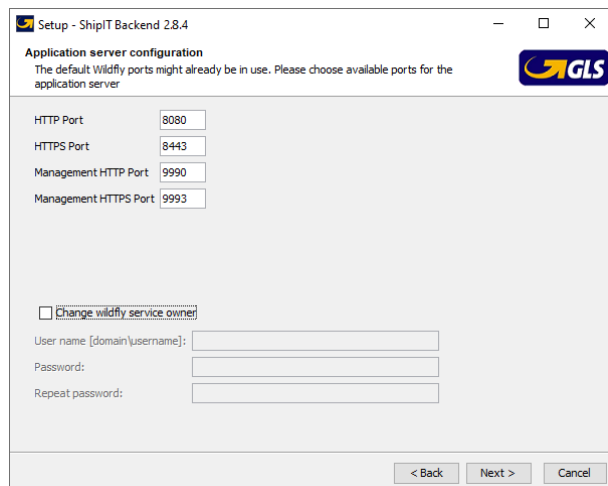 Setup - ShipIT Backend 2.8.4
Application server configuration
The default Wildfly ports might already be in use. Please choose available ports for the
application server
GLS
HTTP Port 8080
HTTPS Port 8443
Management HTTP Port 9990
Management HTTPS Port 9993
Change wildfly service owner
User name [domain\username]:
Password:
Repeat password:
< Back Next > Cancel